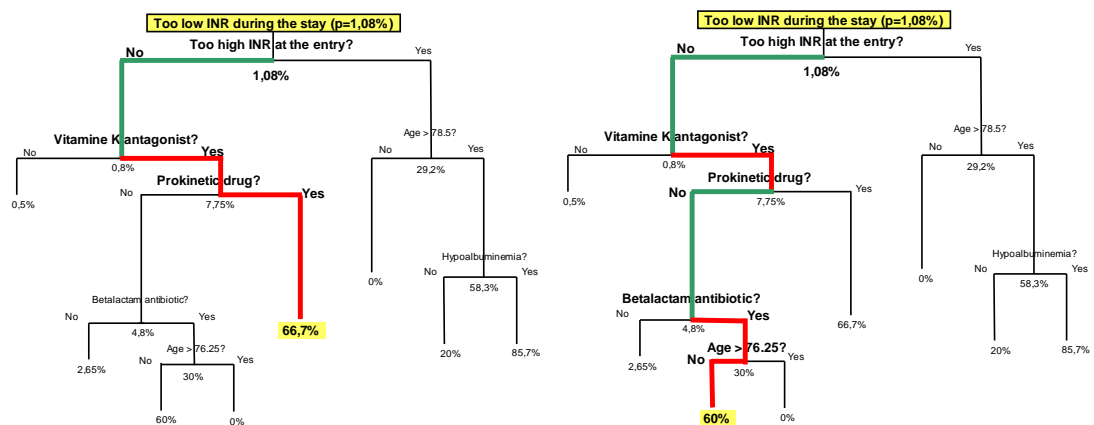 Too low INR during the stay (p=1,08%)
Too high INR at the entry?
No
Yes
1,08%
Vitamine K antagonist?
Age > 78.5?
No
Yes
No
Yes
0,8%
29,2%
Prokinetic drug?
No
Yes
0,5%
7,75%
Hypoalbuminemia?
No
Yes
0%
58,3%
Betalactam antibiotic?
No
Yes
4,8%
66,7%
Age > 76.25?
20%
85,7%
No
Yes
2,65%
30%
60%
0%
Too low INR during the stay (p=1,08%)
Too high INR at the entry?
No
Yes
1,08%
Vitamine K antagonist?
Age > 78.5?
No
Yes
No
Yes
0,8%
29,2%
Prokinetic drug?
No
Yes
0,5%
7,75%
Hypoalbuminemia?
No
Yes
0%
58,3%
Betalactam antibiotic?
No
Yes
4,8%
66,7%
Age > 76.25?
20%
85,7%
No
Yes
2,65%
30%
60%
0%